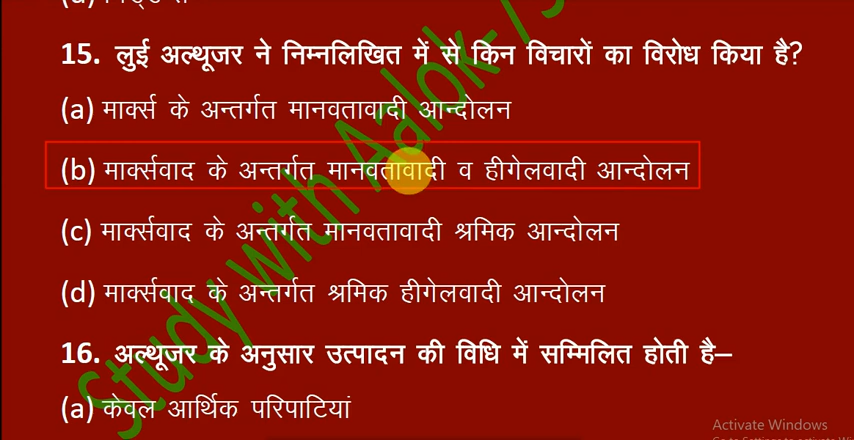 15. लुई अल्थूजर ने निम्नलिखित में से किन विचारों का विरोध किया है?
(a) मार्क्स के अन्तर्गत मानवतावादी आन्दोलन
(b) मार्क्सवाद के अन्तर्गत मानवतावादी व हीगेलवादी आन्दोलन
(c) मार्क्सवाद के अन्तर्गत मानवतावादी श्रमिक आन्दोलन
(d) मार्क्सवाद के अन्तर्गत श्रमिक हीगेलवादी आन्दोलन
16. अल्थूजर के अनुसार उत्पादन की विधि में सम्मिलित होती है–
(a) केवल आर्थिक परिपाटियां
Study with Aalok
Activate Windows